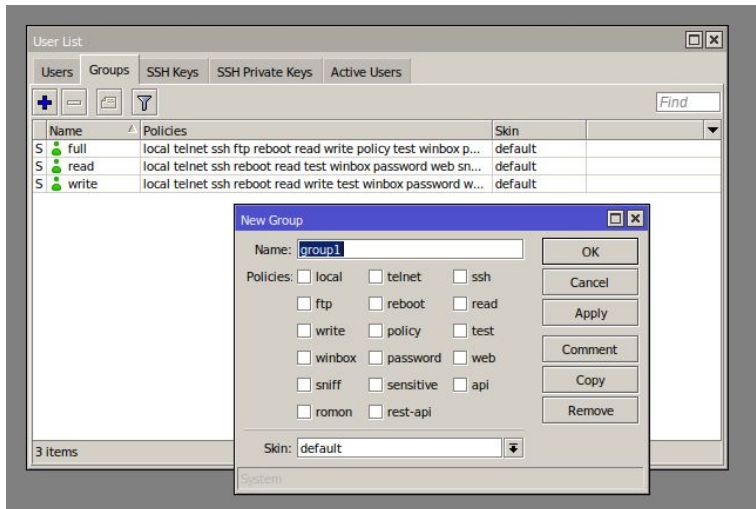 User List
Users Groups SSH Keys SSH Private Keys Active Users
Find
Name Policies Skin
S full local telnet ssh ftp reboot read write policy test winbox p... default
S read local telnet ssh reboot read test winbox password web sn... default
S write local telnet ssh reboot read write test winbox password w... default
New Group
Name: group1 OK
Policies: local telnet ssh Cancel
ftp reboot read Apply
write policy test
winbox password web Comment
sniff sensitive api Copy
romon rest-api Remove
Skin: default
3 items
System